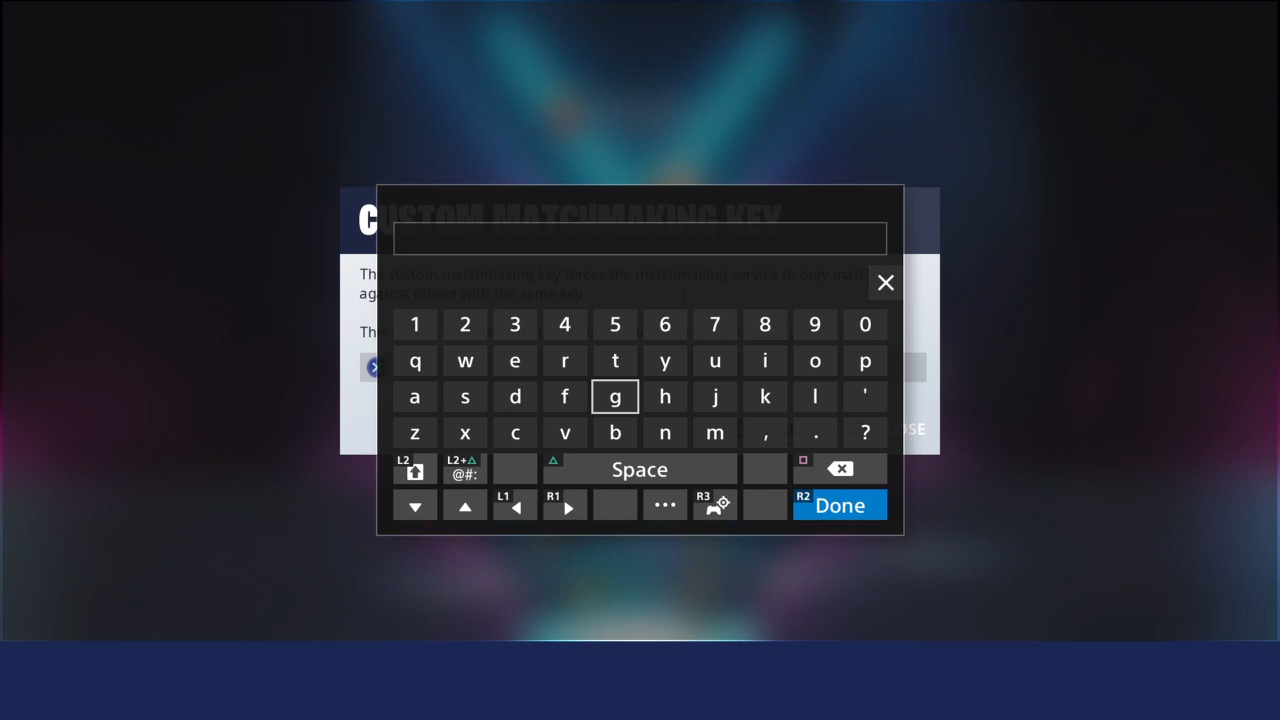 CUSTOM MATCHMAKING KEY
The custom matchmaking key forces the matchmaking service to only match
against others with the same key.
This
1 2 3 4 5 6 7 8 9 0
q w e r t y u i o p
a s d f g h j k l '
z x c v b n m , . ?
L2 L2+△ @#: △ Space
L1 R1 ... R3 R2 Done